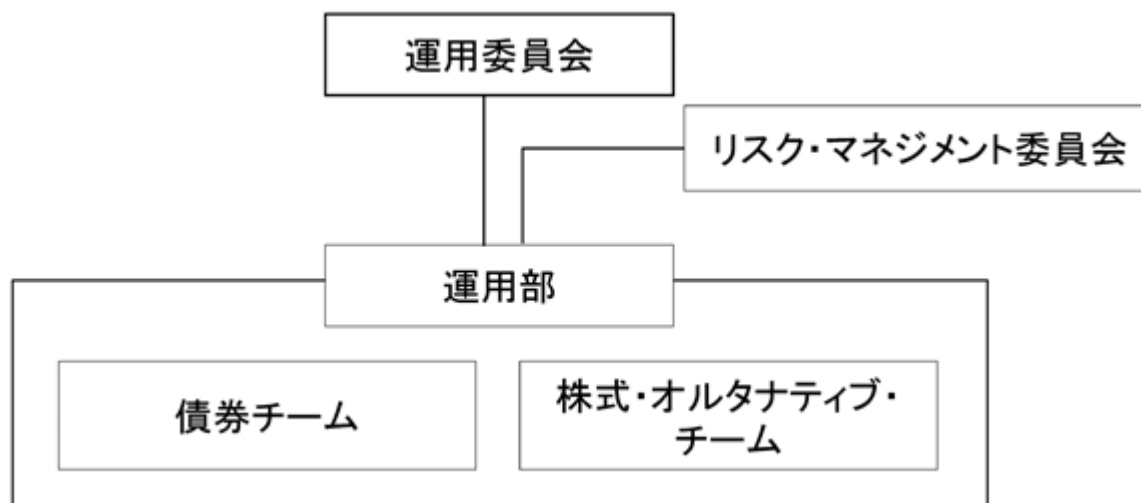 運用委員会
リスク・マネジメント委員会
運用部
債券チーム
株式・オルタナティブ・
チーム